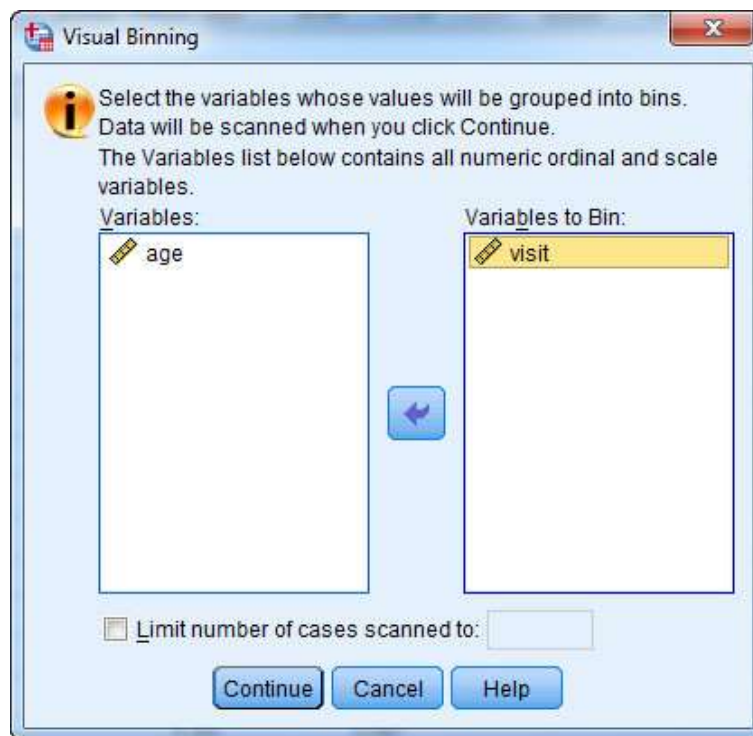 Visual Binning
Select the variables whose values will be grouped into bins.
Data will be scanned when you click Continue.
The Variables list below contains all numeric ordinal and scale
variables.
Variables:
age
Variables to Bin:
visit
Limit number of cases scanned to:
Continue
Cancel
Help